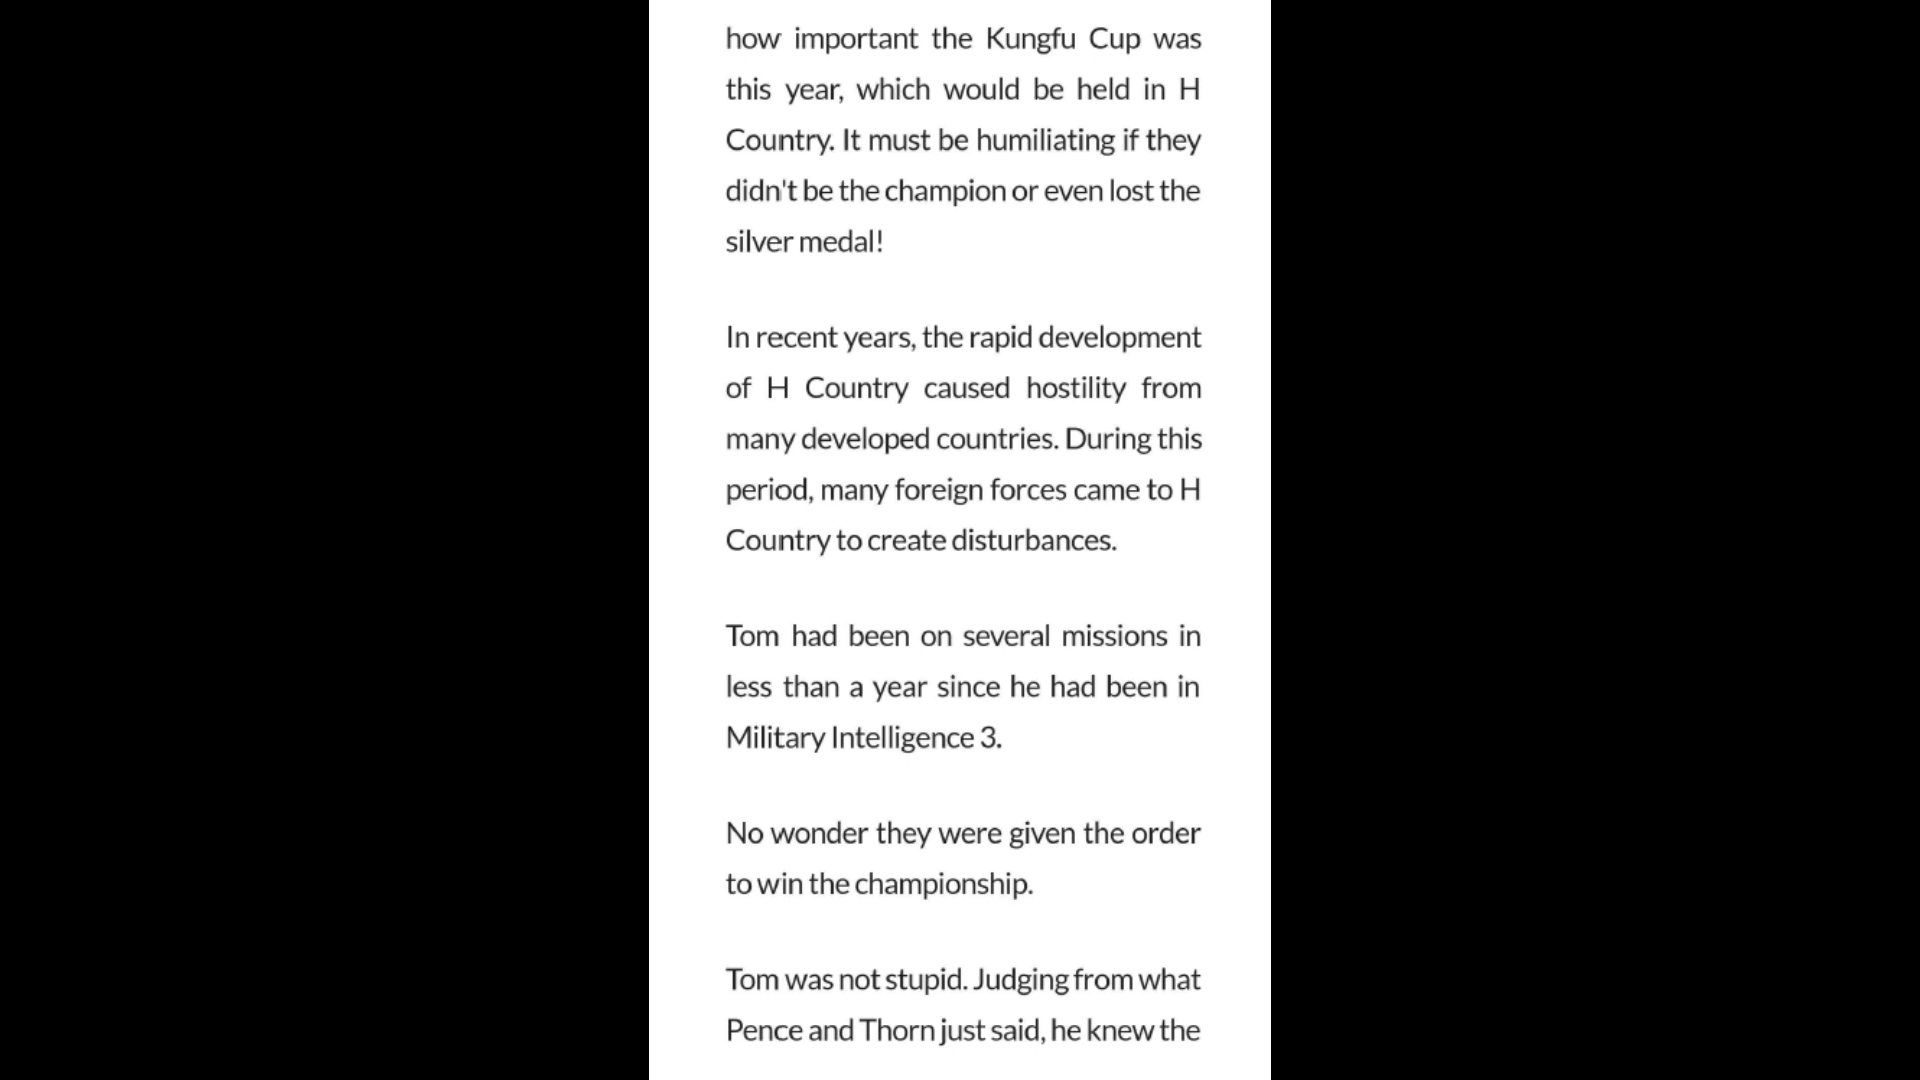 how important the Kungfu Cup was
this year, which would be held in H
Country. It must be humiliating if they
didn't be the champion or even lost the
silver medal!
In recent years, the rapid development
of H Country caused hostility from
many developed countries. During this
period, many foreign forces came to H
Country to create disturbances.
Tom had been on several missions in
less than a year since he had been in
Military Intelligence 3.
No wonder they were given the order
to win the championship.
Tom was not stupid. Judging from what
Pence and Thorn just said, he knew the